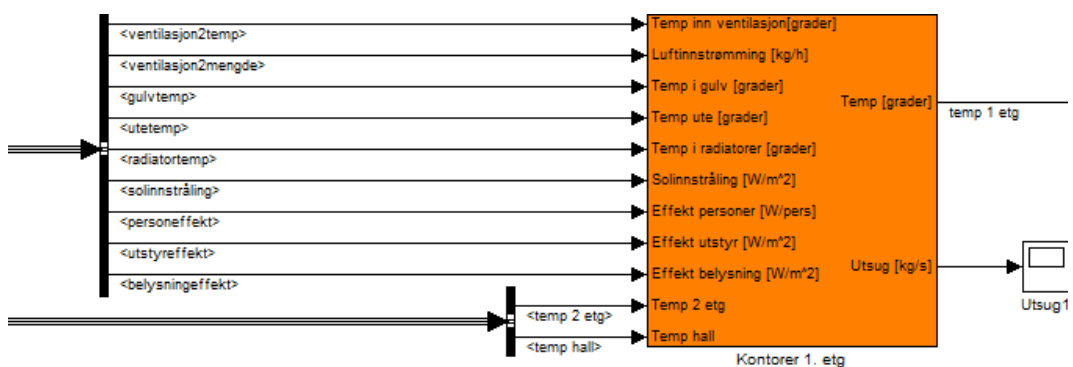 <ventilasjon2temp>
<ventilasjon2mengde>
<gulvtemp>
<utetemp>
<radiatortemp>
<solinnstråling>
<personeffekt>
<utstyreffekt>
<belysningeffekt>
<temp 2 etg>
<temp hall>
Temp inn ventilasjon[grader]
Luftinnstrømming [kg/h]
Temp i gulv [grader]
Temp ute [grader]
Temp i radiatorer [grader]
Solinnstråling [W/m^2]
Effekt personer [W/pers]
Effekt utstyr [W/m^2]
Effekt belysning [W/m^2]
Temp 2 etg
Temp hall
Temp [grader]
Utsug [kg/s]
Kontorer 1. etg
temp 1 etg
Utsug1